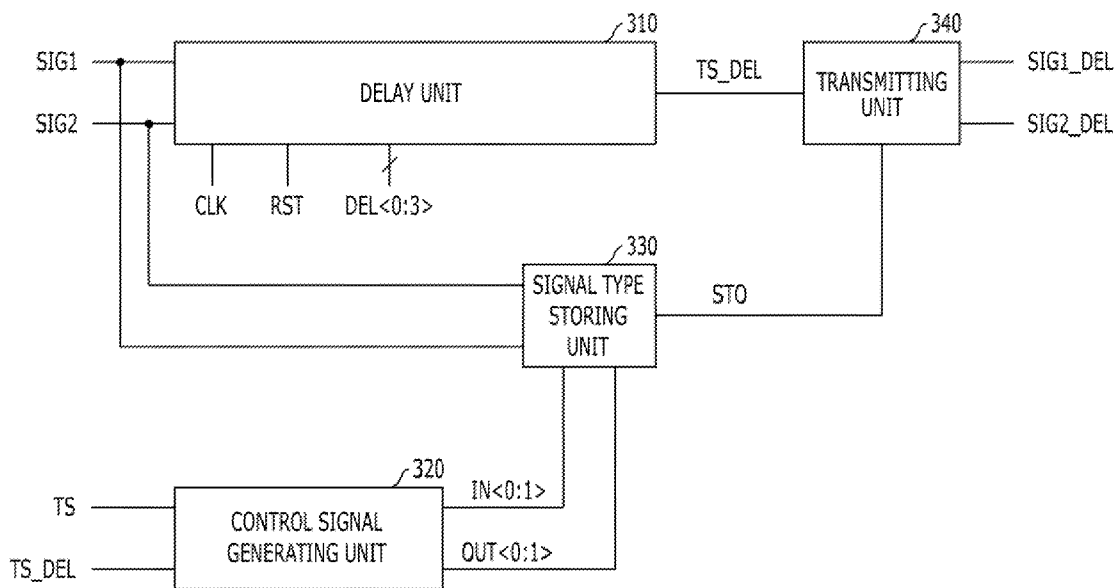 310
SIG1
SIG2
DELAY UNIT
CLK
RST
DEL<0:3>
TS_DEL
340
TRANSMITTING
UNIT
SIG1_DEL
SIG2_DEL
330
SIGNAL TYPE
STORING
UNIT
STO
320
TS
TS_DEL
CONTROL SIGNAL
GENERATING UNIT
IN<0:1>
OUT<0:1>